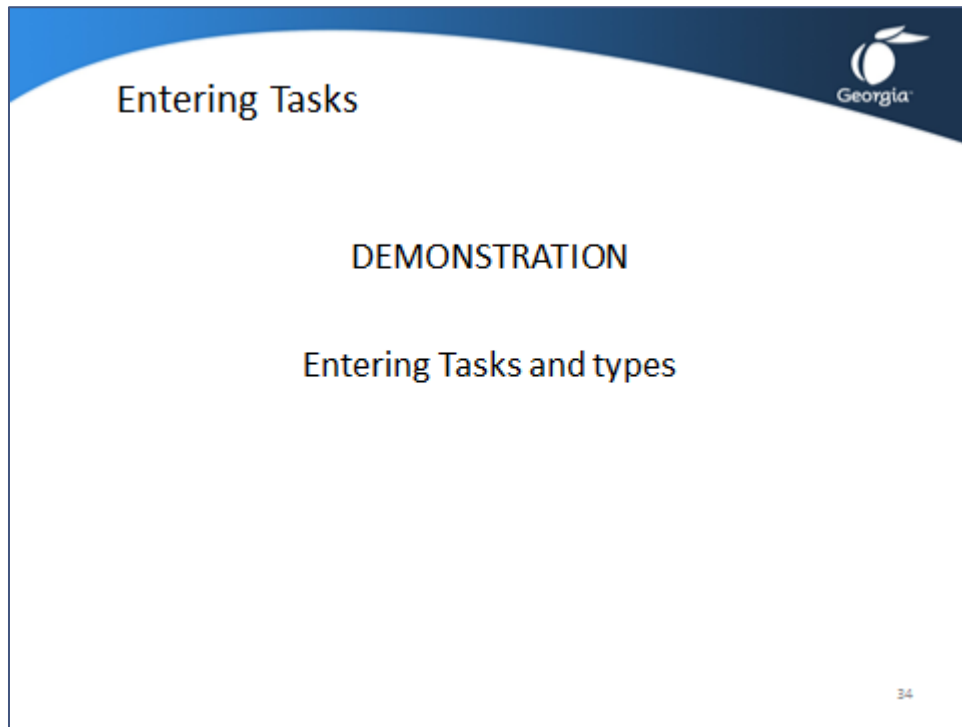 Entering Tasks
Georgia
DEMONSTRATION
Entering Tasks and types
34